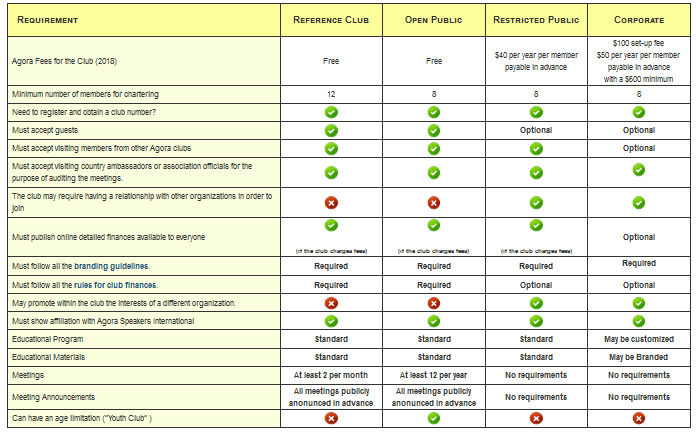 REQUIREMENT REFERENCE CLUB OPEN PUBLIC RESTRICTED PUBLIC CORPORATE
Agora Fees for the Club (2018) Free Free $40 per year per member payable in advance $100 set-up fee $50 per year per member payable in advance with a $600 minimum
Minimum number of members for chartering 12 8 8 8
Need to register and obtain a club number?
Must accept guests Optional Optional
Must accept visiting members from other Agora clubs Optional
Must accept visiting country ambassadors or association officials for the
purpose of auditing the meetings.
The club may require having a relationship with other organizations in order to
join
Must publish online detailed finances available to everyone (if the club charges fees) (if the club charges fees) (if the club charges fees) Optional
Must follow all the branding guidelines. Required Required Required Required
Must follow all the rules for club finances. Required Required Optional Optional
May promote within the club the interests of a different organization.
Must show affiliation with Agora Speakers International
Educational Program Standard Standard Standard May be customized
Educational Materials Standard Standard Standard May be Branded
Meetings At least 2 per month At least 12 per year No requirements No requirements
Meeting Announcements All meetings publicly anonunced in advance All meetings publicly anonunced in advance No requirements No requirements
Can have an age limitation ("Youth Club" )